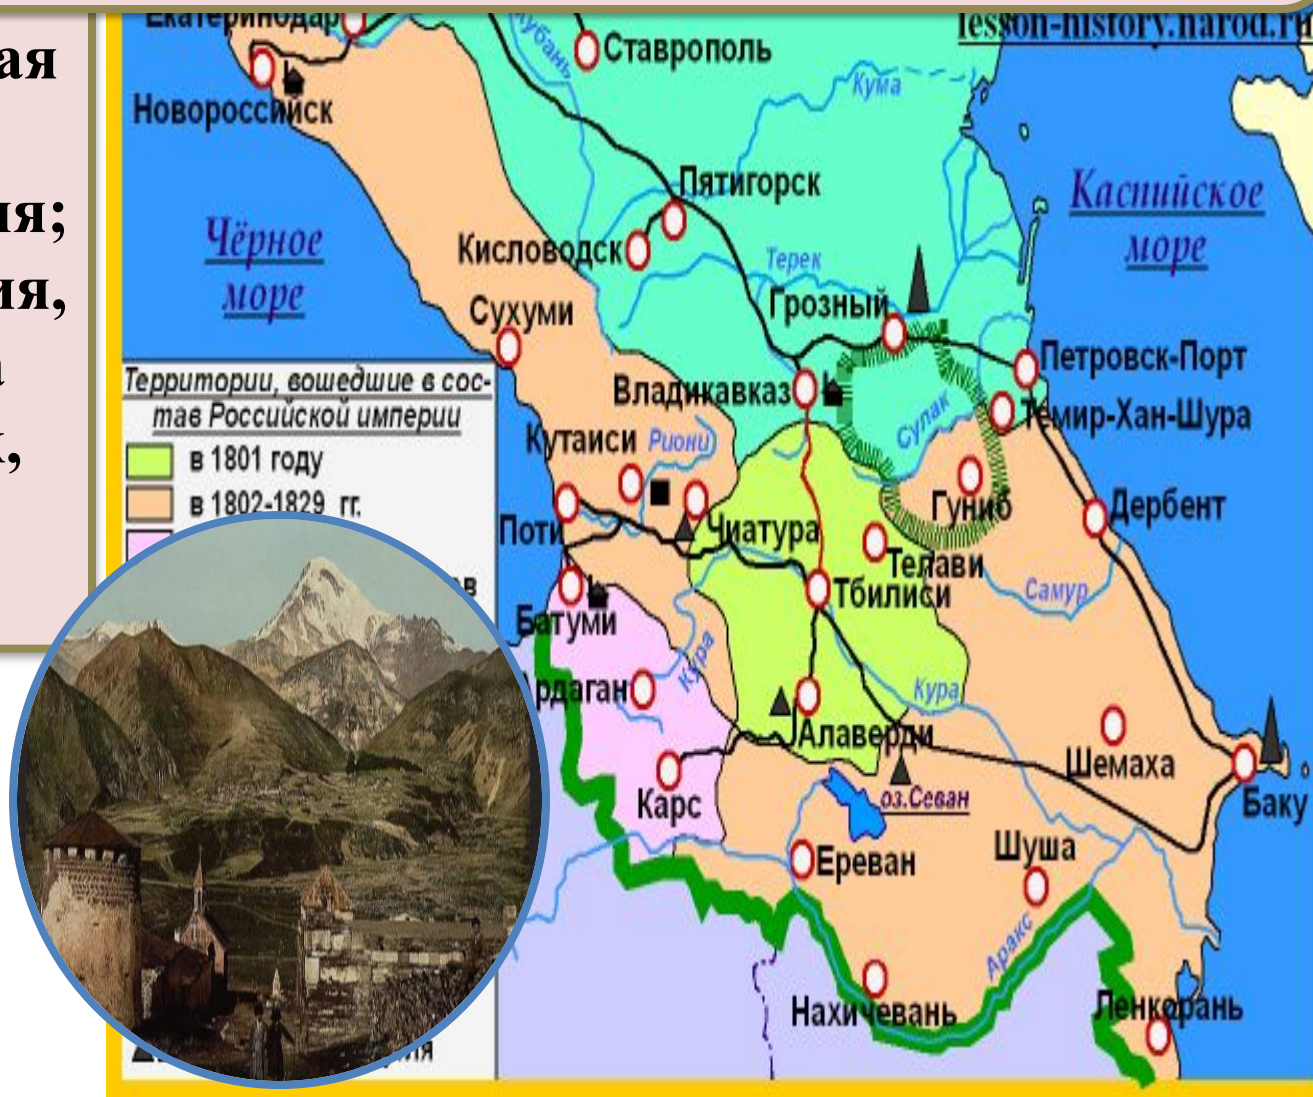 ая
ия;
ия,
а
к,
lesson-history.narod.ru
Екатеринодар
Ставрополь
Кубань
Кума
Новороссийск
Пятигорск
Каспийское
море
Чёрное
море
Кисловодск
Терек
Сухуми
Грозный
Петровск-Порт
Территории, вошедшие в сос-
тав Российской империи
в 1801 году
в 1802-1829 гг.
Владикавказ
Темир-Хан-Шура
Сулак
Кутаиси
Риони
Гуниб
Дербент
Поти
Чиатура
Телави
Тбилиси
Самур
Батуми
Кура
Ардаган
Кура
Алаверди
Шемаха
Карс
оз.Севан
Баку
Ереван
Шуша
Аракс
Нахичевань
Ленкорань